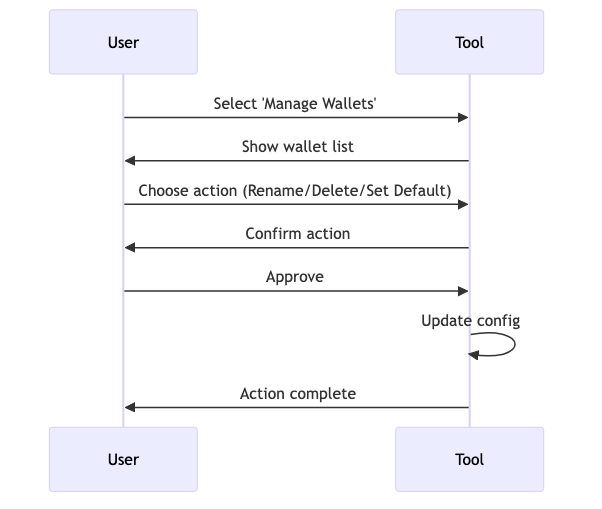 User
Tool
Select 'Manage Wallets'
Show wallet list
Choose action (Rename/Delete/Set Default)
Confirm action
Approve
Update config
Action complete
User
Tool